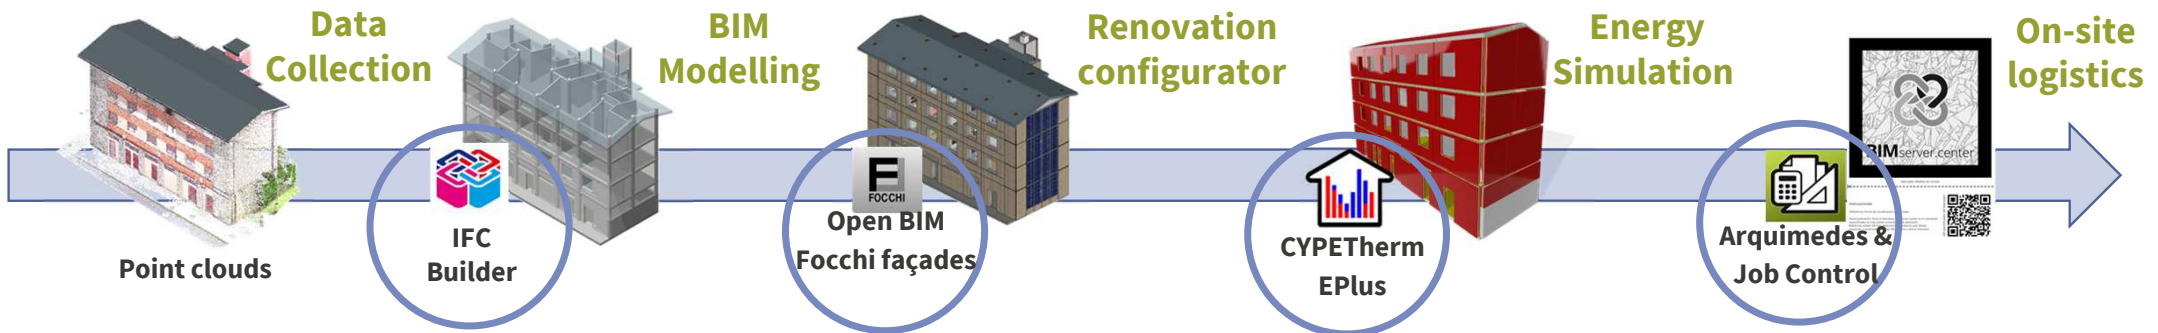 Data
Collection
BIM
Modelling
Renovation
configurator
Energy
Simulation
On-site
logistics
Point clouds
IFC
Builder
FOCCHI
Open BIM
Focchi façades
CYPETherm
EPlus
BIMserver.center
Arquimedes &
Job Control